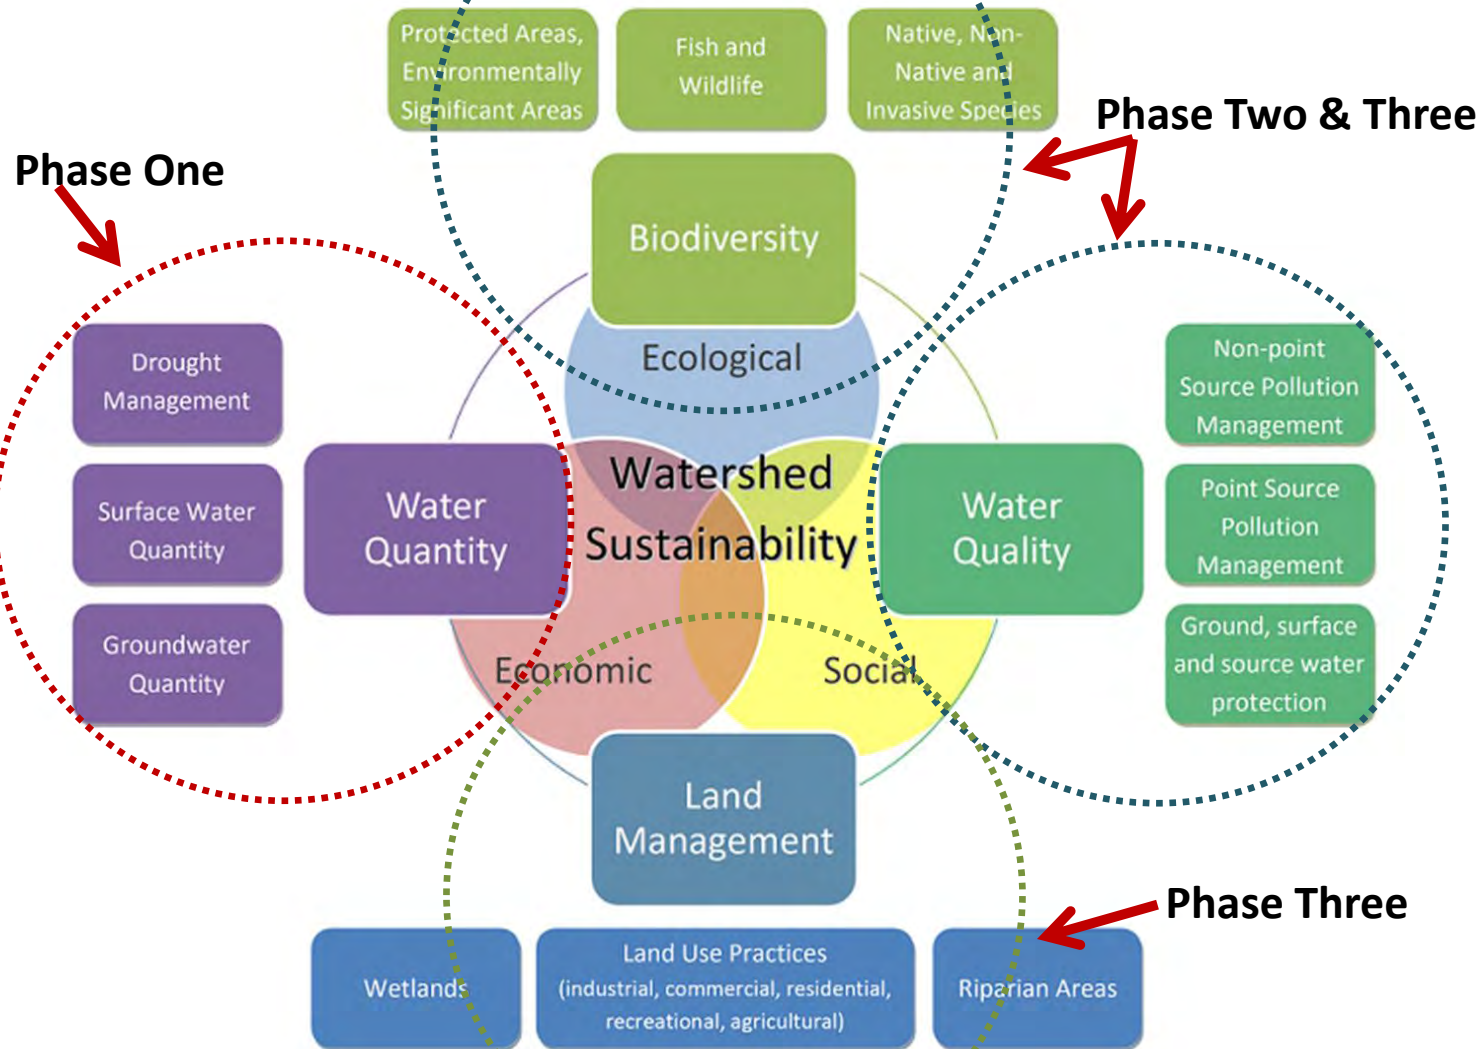 Protected Areas,
Environmentally
Significant Areas
Fish and
Wildlife
Native, Non-
Native and
Invasive Species
Phase Two & Three
Phase One
Biodiversity
Ecological
Drought
Management
Surface Water
Quantity
Groundwater
Quantity
Water
Quantity
Watershed
Sustainability
Water
Quality
Non-point
Source Pollution
Management
Point Source
Pollution
Management
Ground, surface
and source water
protection
Economic
Social
Land
Management
Phase Three
Wetlands
Land Use Practices
(industrial, commercial, residential,
recreational, agricultural)
Riparian Areas